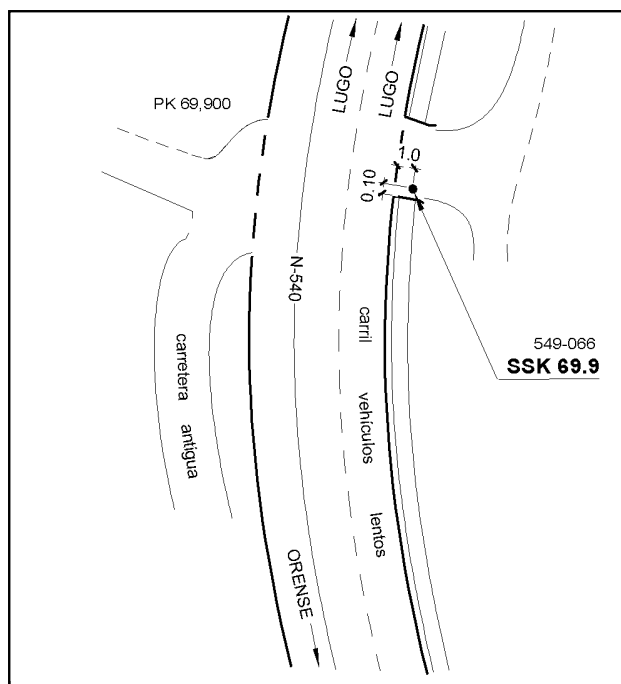 LUGO
LUGO
PK 69,900
1.0
0.10
N-540
549-066
SSK 69.9
carril vehículos lentos
carretera antigua
ORENSE